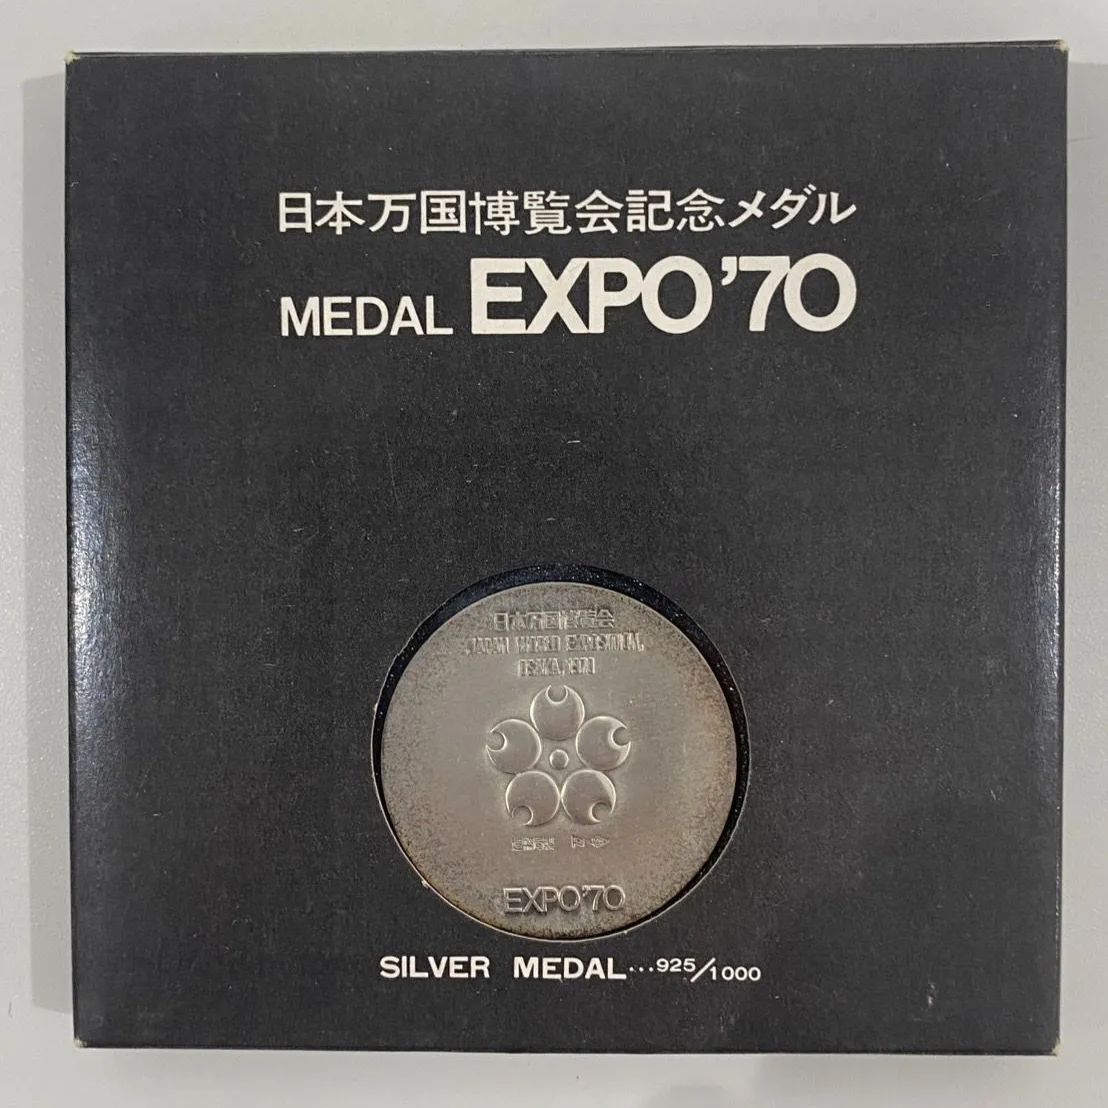 日本万国博覧会記念メダル
MEDAL EXPO'70
日本万国博覧会
JAPAN WORLD EXPOSITION,
OSAKA, 1970
EXPO'70
SILVER MEDAL...925/1000